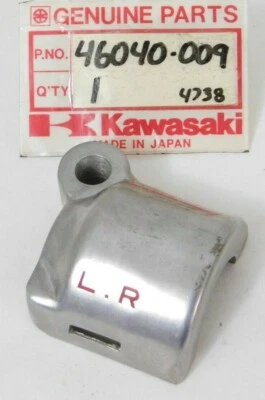 GENUINE PARTS
P.NO. 46040-009
Q'TY 1 4738
Kawasaki
MADE IN JAPAN
L.R